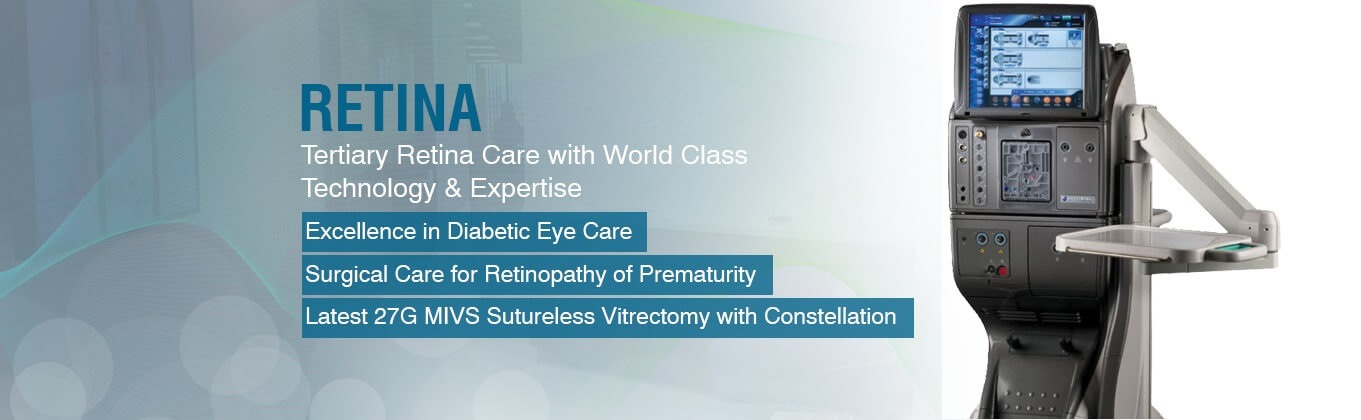 RETINA
Tertiary Retina Care with World Class
Technology & Expertise
Excellence in Diabetic Eye Care
Surgical Care for Retinopathy of Prematurity
Latest 27G MIVS Sutureless Vitrectomy with Constellation